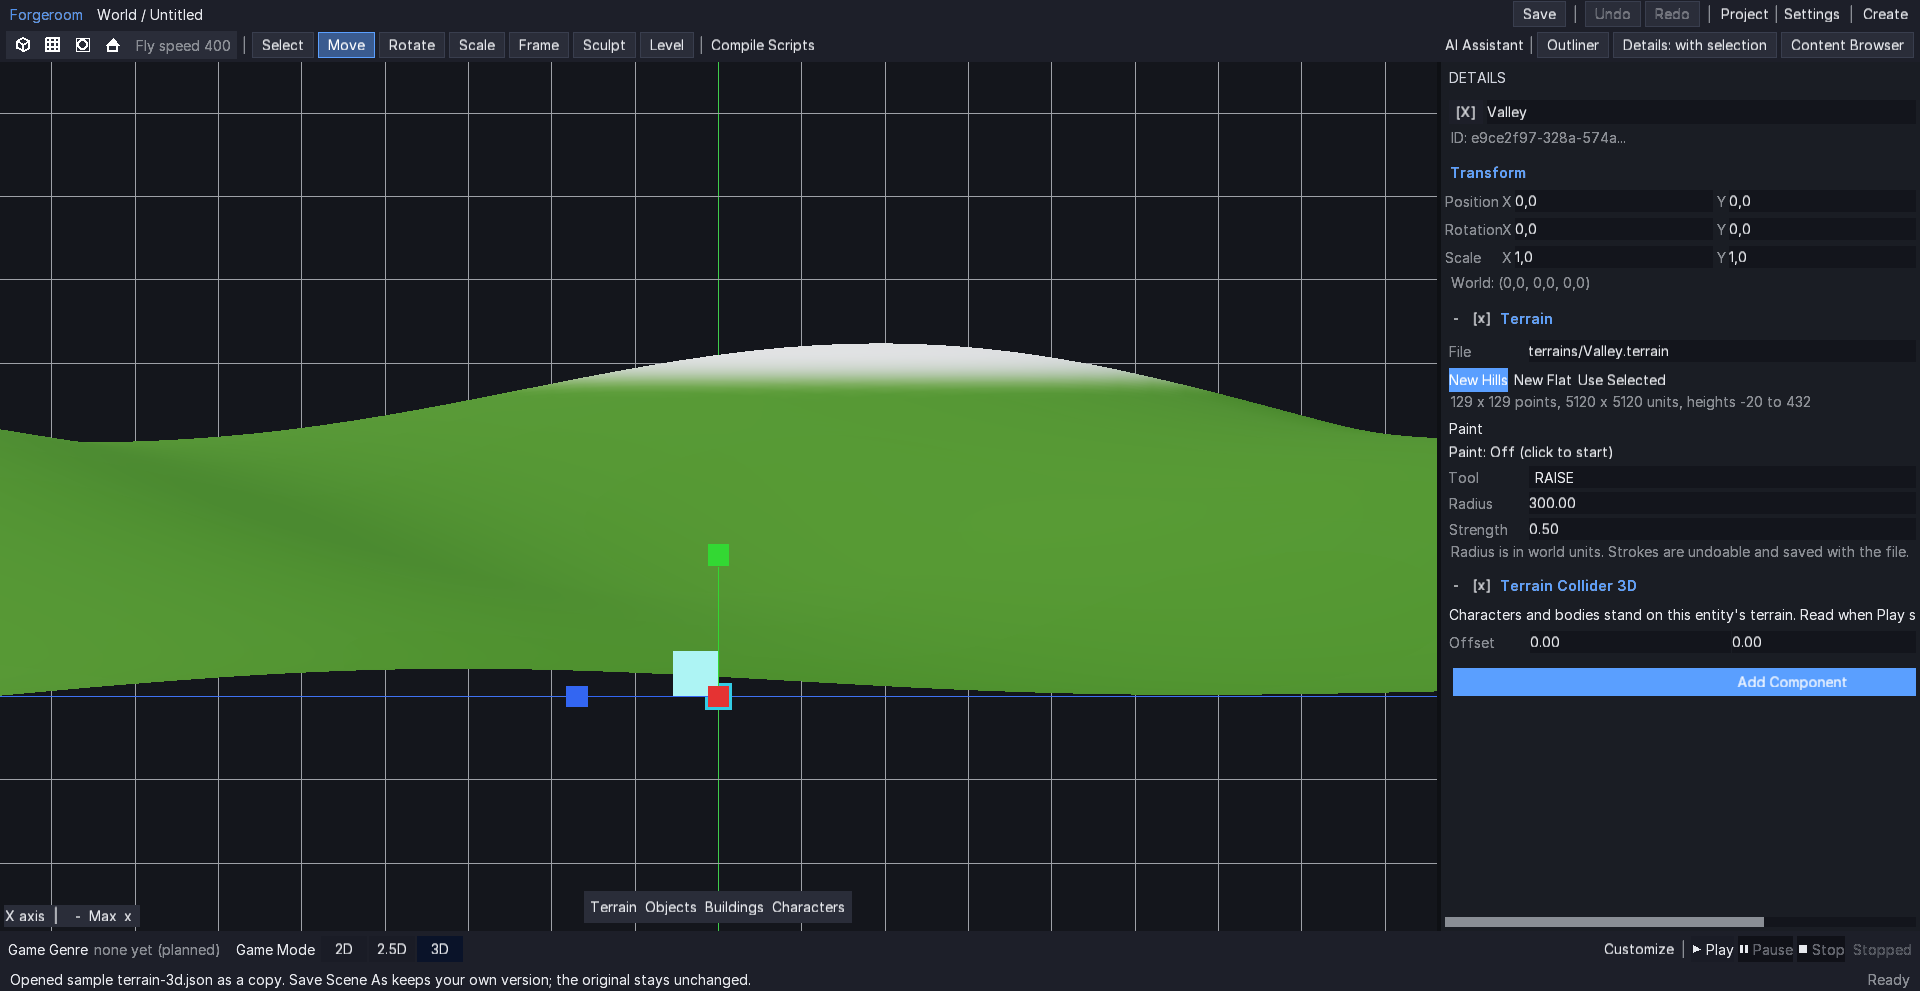 Forgeroom World / Untitled Save | Undo Redo | Project | Settings | Create
Fly speed 400 | Select Move Rotate Scale Frame Sculpt Level | Compile Scripts AI Assistant | Outliner Details: with selection Content Browser
DETAILS
[X] Valley
ID: e9ce2f97-328a-574a...
Transform
Position X 0,0 Y 0,0
Rotation X 0,0 Y 0,0
Scale X 1,0 Y 1,0
World: (0,0, 0,0, 0,0)
- [x] Terrain
File terrains/Valley.terrain
New Hills New Flat Use Selected
129 x 129 points, 5120 x 5120 units, heights -20 to 432
Paint
Paint: Off (click to start)
Tool RAISE
Radius 300.00
Strength 0.50
Radius is in world units. Strokes are undoable and saved with the file.
- [x] Terrain Collider 3D
Characters and bodies stand on this entity's terrain. Read when Play s
Offset 0.00 0.00
Add Component
Terrain Objects Buildings Characters
X axis | - Max x
Game Genre none yet (planned) Game Mode 2D 2.5D 3D Customize | Play Pause Stop Stopped
Opened sample terrain-3d.json as a copy. Save Scene As keeps your own version; the original stays unchanged. Ready